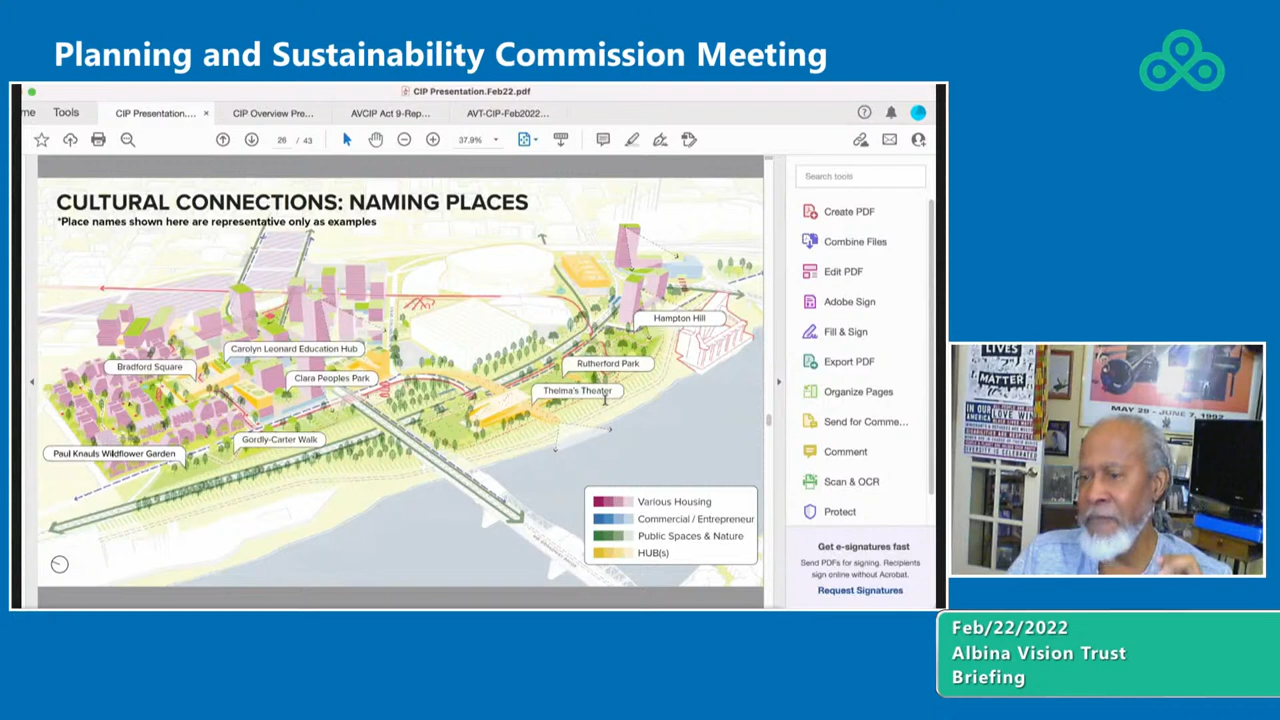 Planning and Sustainability Commission Meeting
CIP Presentation.Feb22.pdf
me
Tools
CIP Presentation.... ×
CIP Overview Pre...
AVCIP Act 9-Rep...
AVT-CIP-Feb2022...
26 / 43
37.9%
CULTURAL CONNECTIONS: NAMING PLACES
*Place names shown here are representative only as examples
Hampton Hill
Carolyn Leonard Education Hub
Bradford Square
Rutherford Park
Clara Peoples Park
Thelma's Theater
Gordly-Carter Walk
Paul Knauls Wildflower Garden
Various Housing
Commercial / Entrepreneur
Public Spaces & Nature
HUB(s)
Search tools
Create PDF
Combine Files
Edit PDF
Adobe Sign
Fill & Sign
Export PDF
Organize Pages
Send for Comme...
Comment
Scan & OCR
Protect
Get e-signatures fast
Send PDFs for signing. Recipients
sign online without Acrobat.
Request Signatures
LIVES
MATTER
IN OUR
AMERICA
LOVE WINS
MAY 29 - JUNE 7, 1992
Feb/22/2022
Albina Vision Trust
Briefing